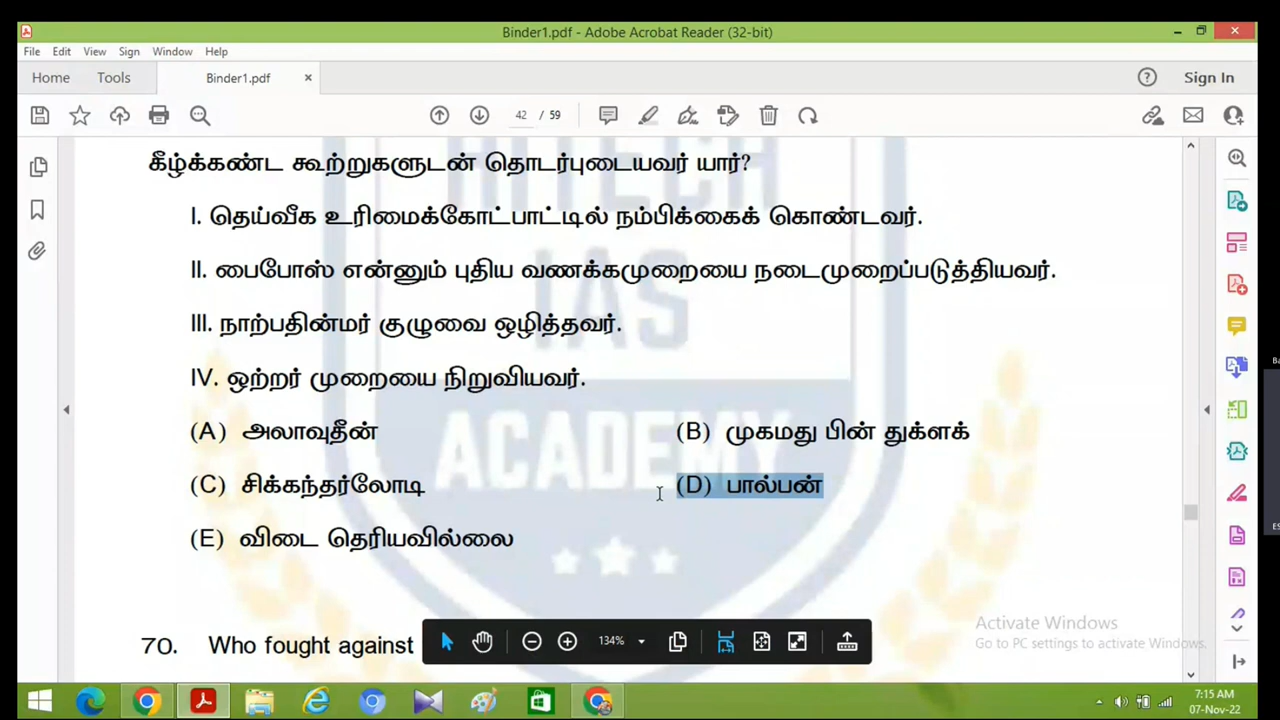 Binder1.pdf - Adobe Acrobat Reader (32-bit)
File Edit View Sign Window Help
Home Tools Binder1.pdf × Sign In
42 / 59
HITECH
IAS
ACADEMY
கீழ்க்கண்ட கூற்றுகளுடன் தொடர்புடையவர் யார்?
I. தெய்வீக உரிமைக்கோட்பாட்டில் நம்பிக்கைக் கொண்டவர்.
II. பைபோஸ் என்னும் புதிய வணக்கமுறையை நடைமுறைப்படுத்தியவர்.
III. நாற்பதின்மர் குழுவை ஒழித்தவர்.
IV. ஒற்றர் முறையை நிறுவியவர்.
(A) அலாவுதீன் (B) முகமது பின் துக்ளக்
(C) சிக்கந்தர்லோடி (D) பால்பன்
(E) விடை தெரியவில்லை
70. Who fought against
134%
Activate Windows
Go to PC settings to activate Windows.
7:15 AM
07-Nov-22